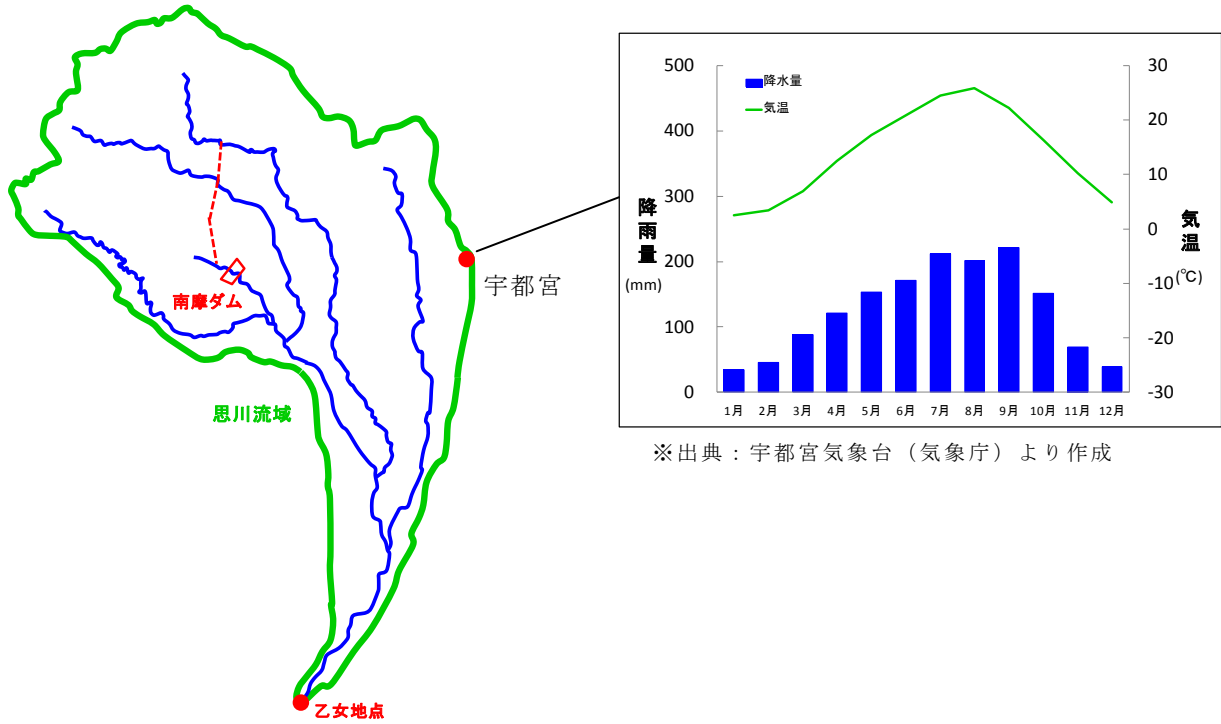 南摩ダム
思川流域
乙女地点
宇都宮
降水量
気温
500
400
300
200
100
0
降雨量
(mm)
30
20
10
0
-10
-20
-30
気温
(℃)
1月 2月 3月 4月 5月 6月 7月 8月 9月 10月 11月 12月
※出典：宇都宮気象台（気象庁）より作成